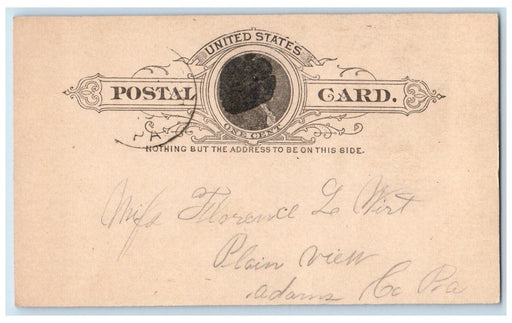 UNITED STATES
POSTAL CARD.
ONE CENT
NOTHING BUT THE ADDRESS TO BE ON THIS SIDE.
Miss Florence L Wirt
Plain View
Adams Co Pa